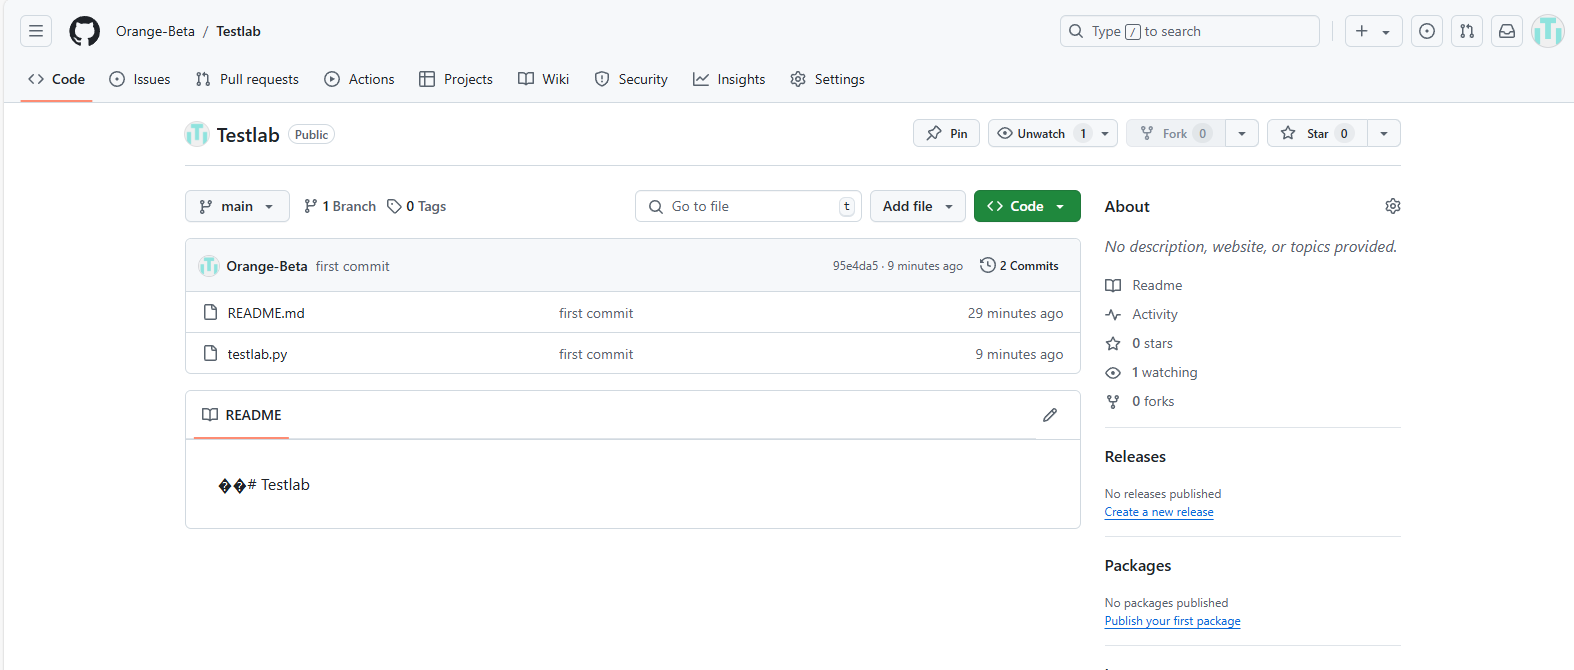 Orange-Beta / Testlab
Type / to search
Code Issues Pull requests Actions Projects Wiki Security Insights Settings
Testlab Public
Pin Unwatch 1 Fork 0 Star 0
main 1 Branch 0 Tags Go to file t Add file Code
Orange-Beta first commit 95e4da5 · 9 minutes ago 2 Commits
README.md first commit 29 minutes ago
testlab.py first commit 9 minutes ago
README
��# Testlab
About
No description, website, or topics provided.
Readme
Activity
0 stars
1 watching
0 forks
Releases
No releases published
Create a new release
Packages
No packages published
Publish your first package